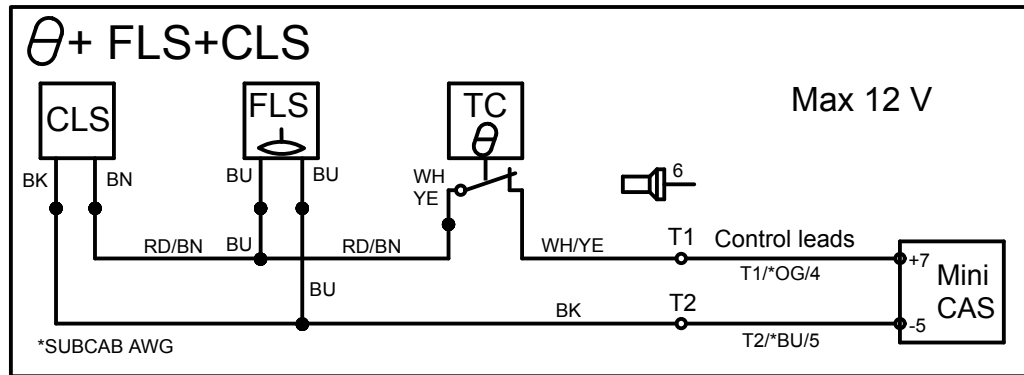 θ+ FLS+CLS
CLS
FLS
TC
θ
Max 12 V
BK
BN
BU
BU
WH
YE
6
RD/BN
BU
RD/BN
WH/YE
T1
Control leads
T1/*OG/4
+7
Mini
CAS
BU
BK
T2
-5
T2/*BU/5
*SUBCAB AWG